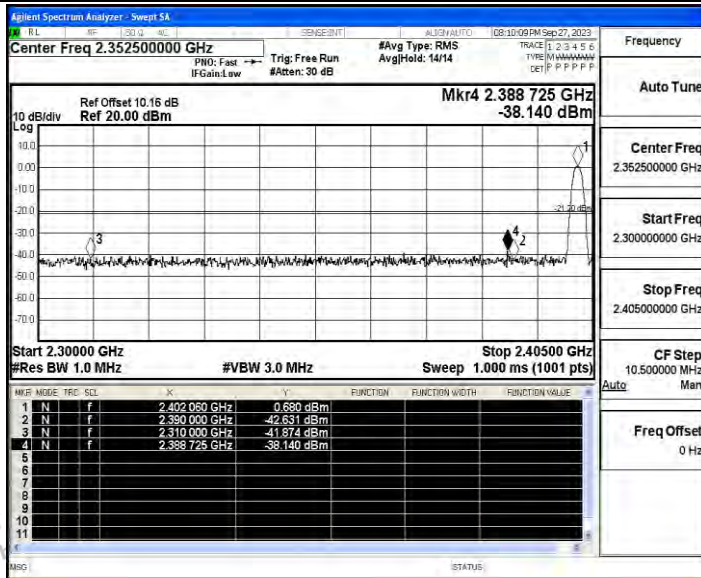 Agilent Spectrum Analyzer - Swept SA
RL RF 50 Ω AC SENSE:INT ALIGNAUTO 08:10:09 PM Sep 27, 2023
Center Freq 2.352500000 GHz
PNO: Fast Trig: Free Run
IFGain:Low #Atten: 30 dB
#Avg Type: RMS
Avg|Hold: 14/14
TRACE 1 2 3 4 5 6
TYPE M W W W W W
DET P P P P P P
Mkr4 2.388 725 GHz
-38.140 dBm
Ref Offset 10.16 dB
10 dB/div Ref 20.00 dBm
Log
10.0
0.00
-10.0
-20.0
-30.0
-40.0
-50.0
-60.0
-70.0
1
-21.20 dBm
3
4
2
Start 2.30000 GHz Stop 2.40500 GHz
#Res BW 1.0 MHz #VBW 3.0 MHz Sweep 1.000 ms (1001 pts)
MKR MODE TRC SCL X Y FUNCTION FUNCTION WIDTH FUNCTION VALUE
1 N f 2.402 060 GHz 0.680 dBm
2 N f 2.390 000 GHz -42.631 dBm
3 N f 2.310 000 GHz -41.874 dBm
4 N f 2.388 725 GHz -38.140 dBm
5
6
7
8
9
10
11
MSG STATUS
Frequency
Auto Tune
Center Freq
2.352500000 GHz
Start Freq
2.300000000 GHz
Stop Freq
2.405000000 GHz
CF Step
10.500000 MHz
Auto Man
Freq Offset
0 Hz